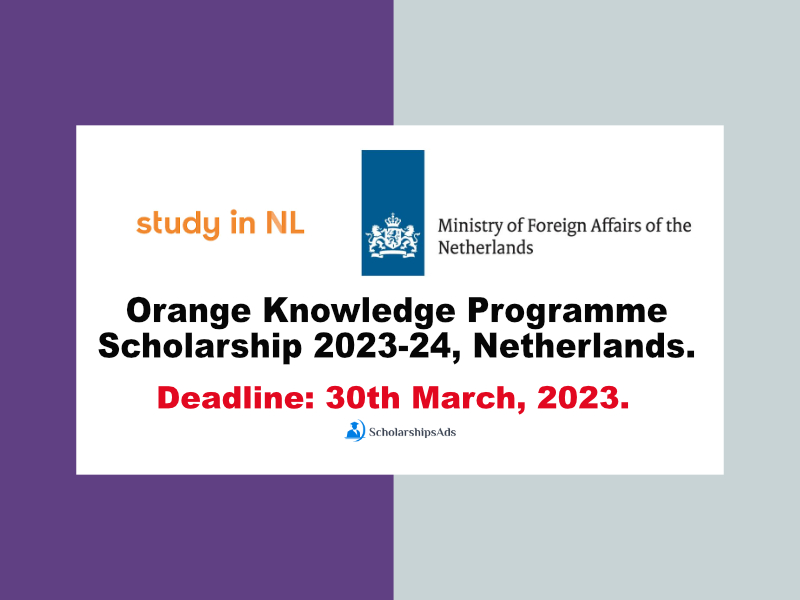 study in NL
Ministry of Foreign Affairs of the
Netherlands
Orange Knowledge Programme
Scholarship 2023-24, Netherlands.
Deadline: 30th March, 2023.
ScholarshipsAds